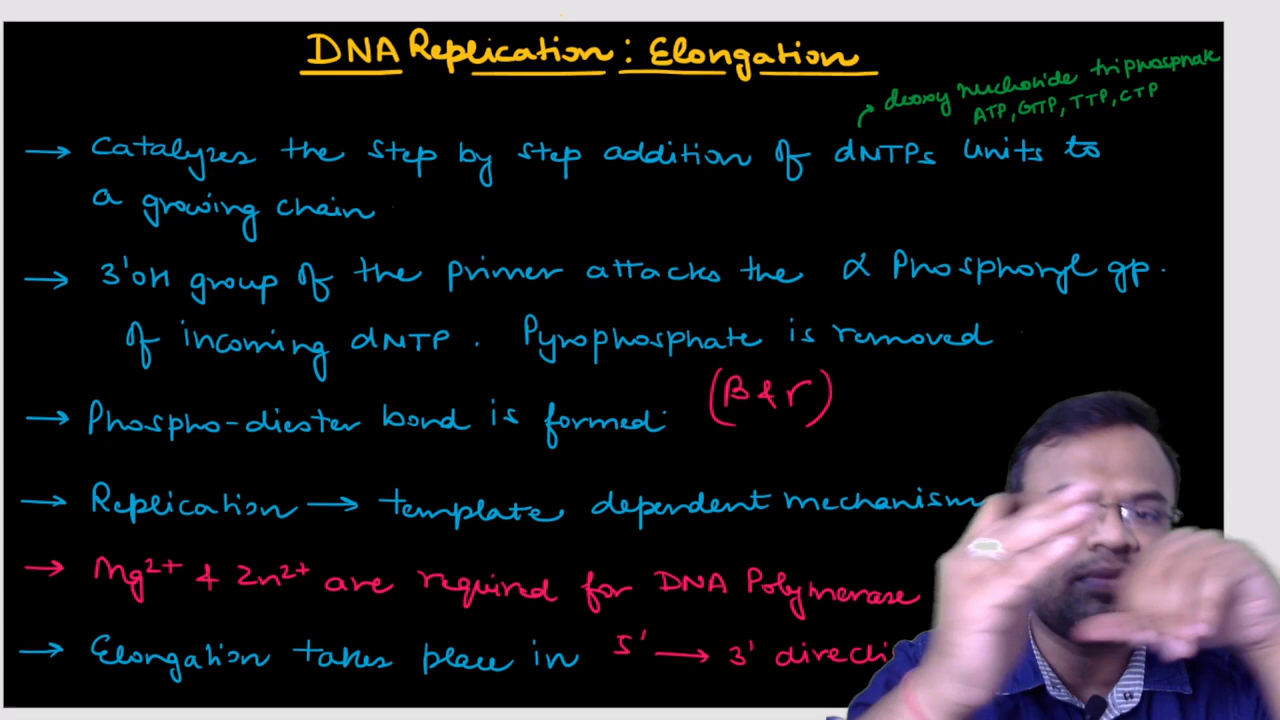 DNA Replication : Elongation
deoxy nucleotide triphosphate
ATP, GTP, TTP, CTP
→ Catalyzes the step by step addition of dNTPs units to
a growing chain
→ 3'OH group of the primer attacks the α Phosphoryl gp.
of incoming dNTP. Pyrophosphate is removed
(β & γ)
→ Phospho-diester bond is formed.
→ Replication → template dependent mechanism
→ Mg2+ & Zn2+ are required for DNA Polymerase
→ Elongation takes place in 5' → 3' directi